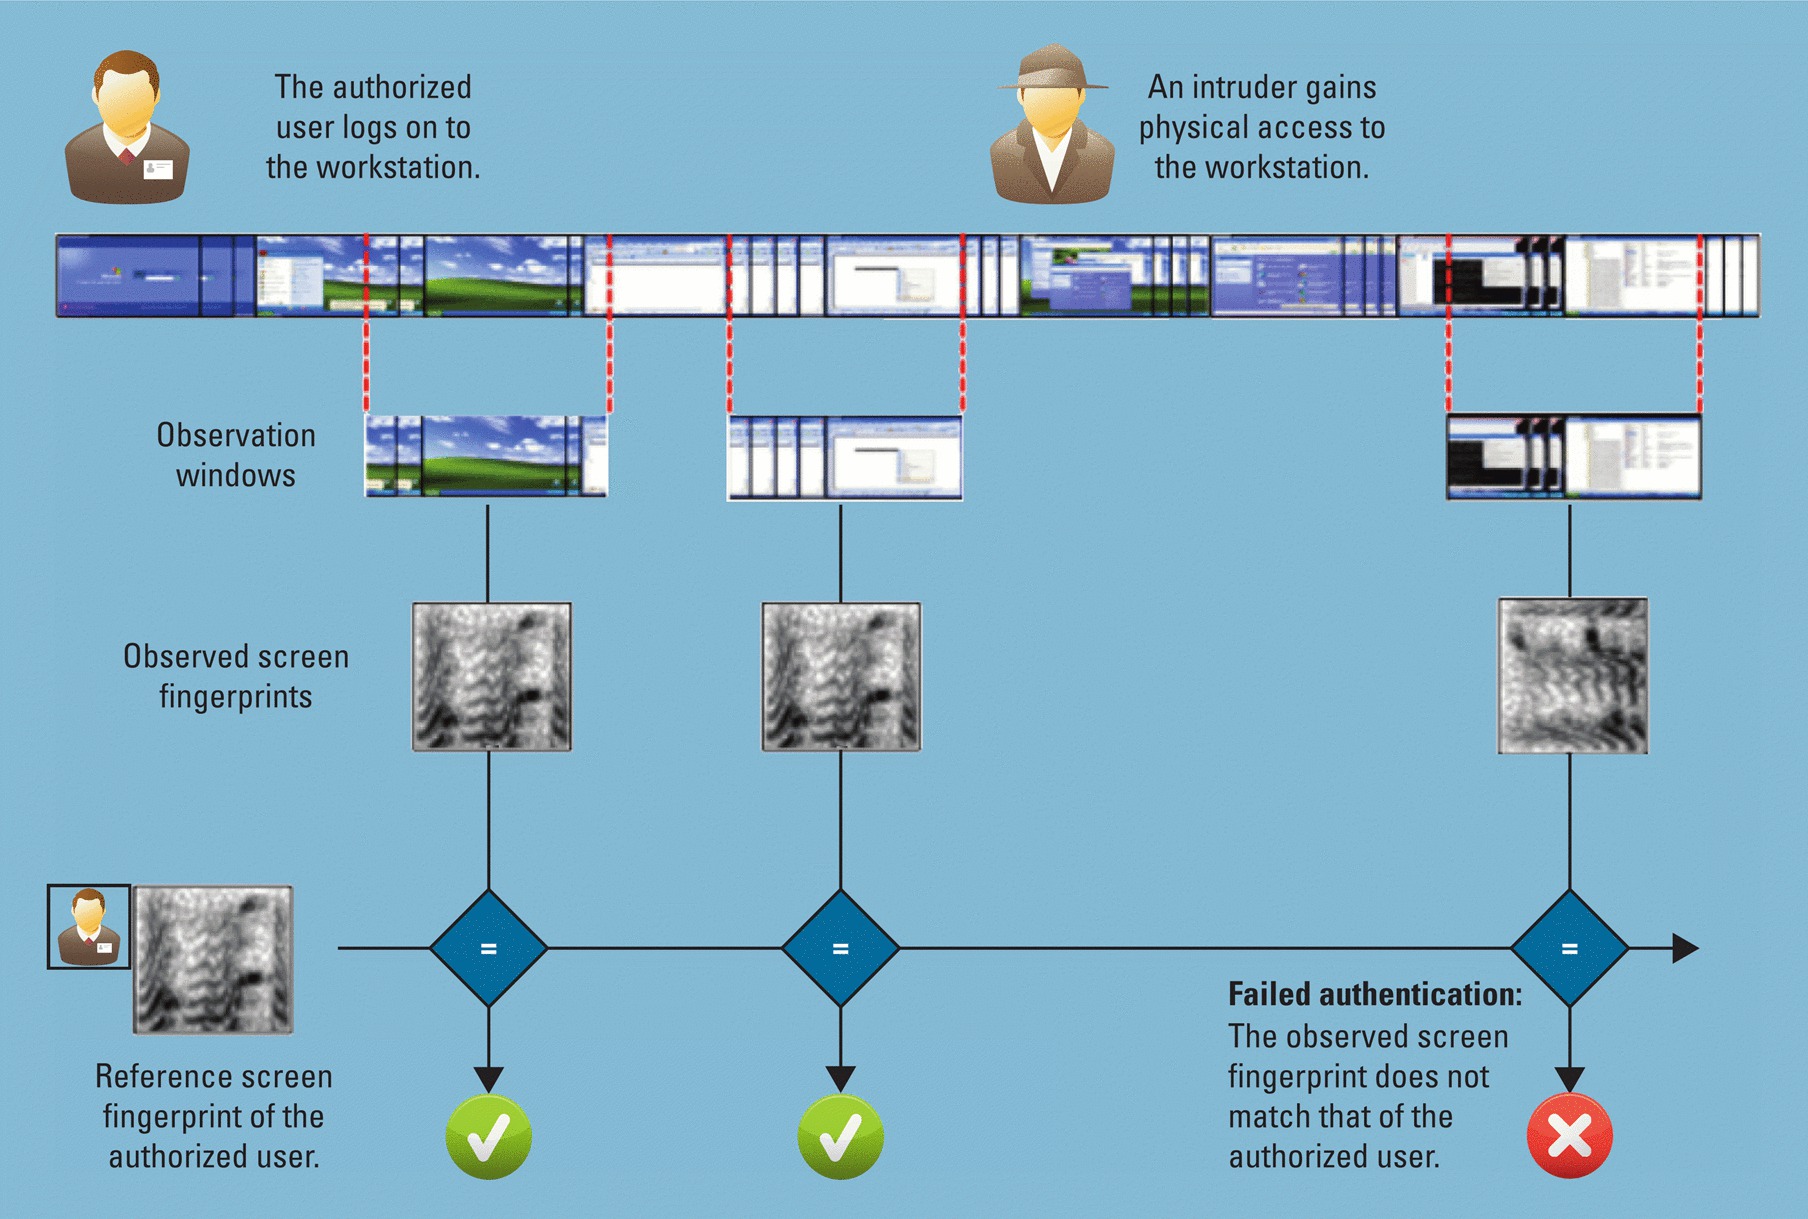 The authorized
user logs on to
the workstation.
An intruder gains
physical access to
the workstation.
Observation
windows
Observed screen
fingerprints
=
=
=
Reference screen
fingerprint of the
authorized user.
Failed authentication:
The observed screen
fingerprint does not
match that of the
authorized user.